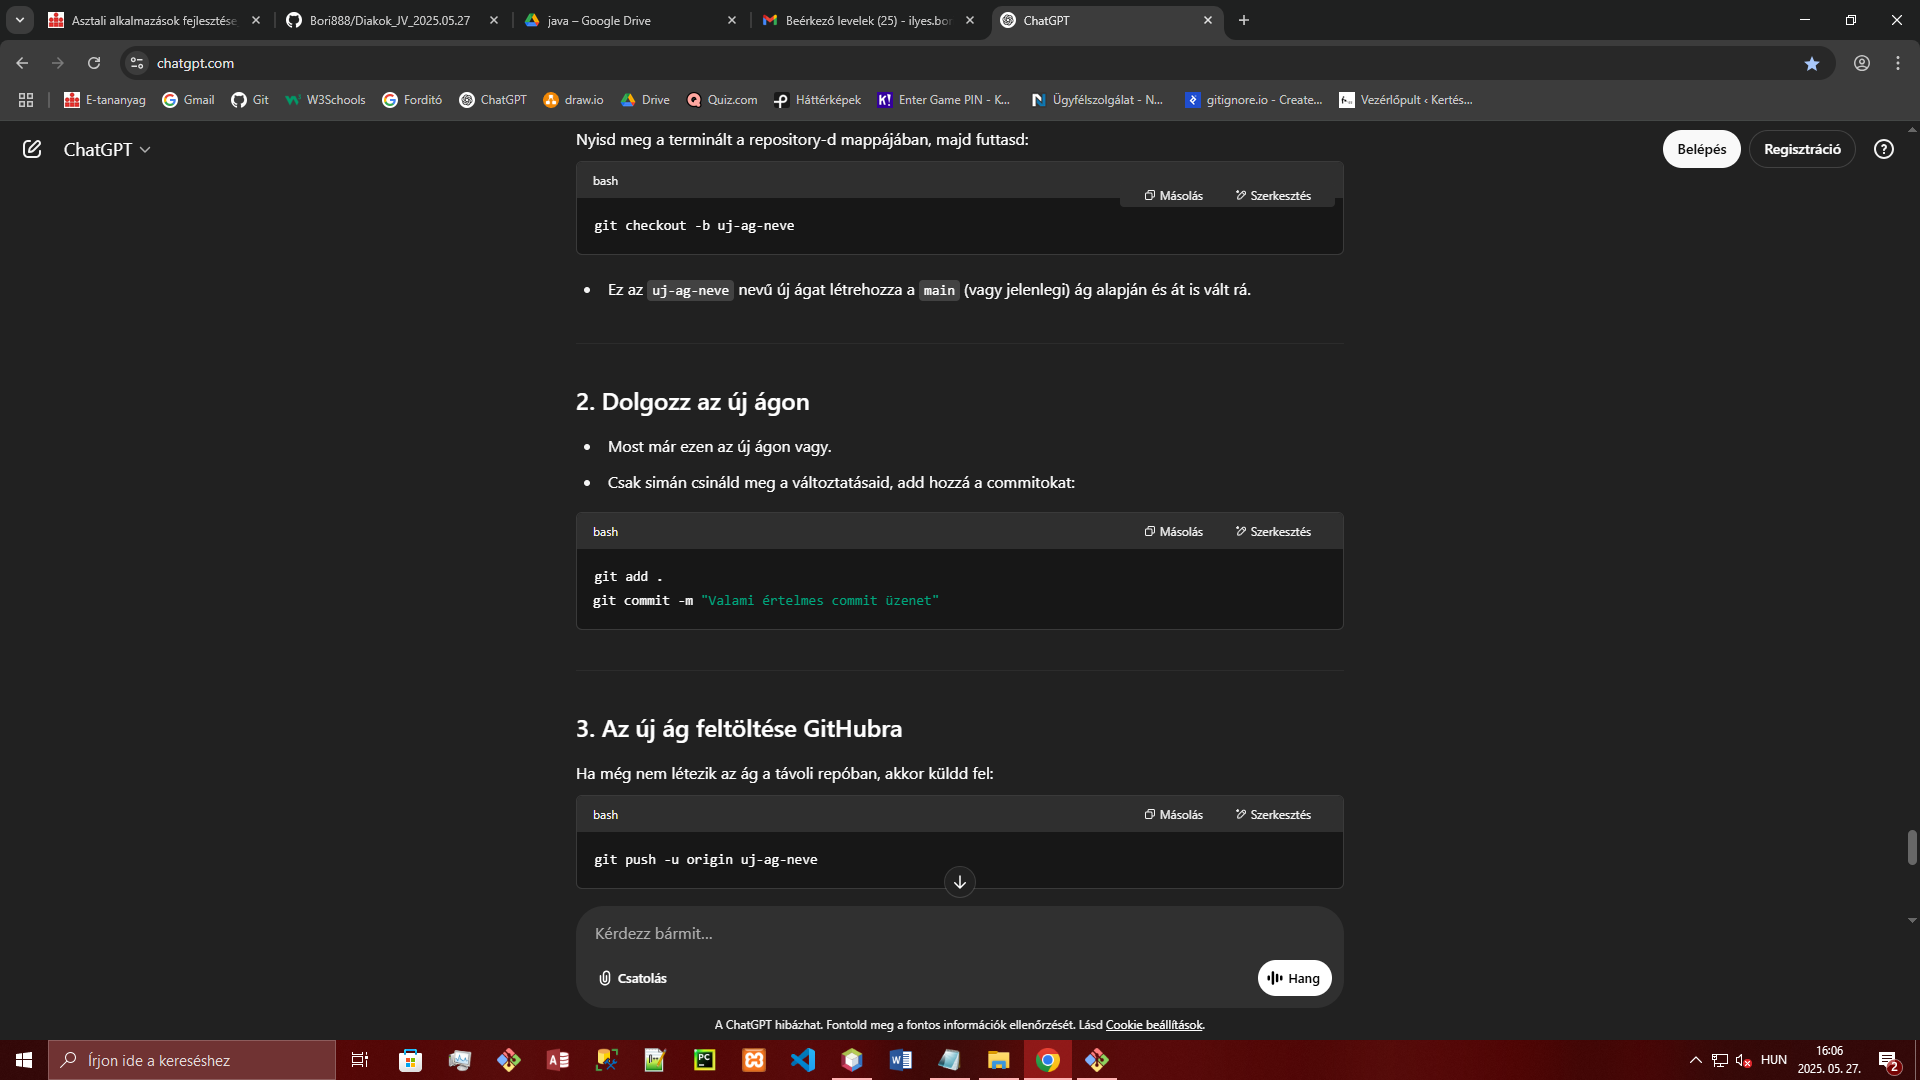 Asztali alkalmazások fejlesztése
Bori888/Diakok_JV_2025.05.27
java – Google Drive
Beérkező levelek (25) - ilyes.bor
ChatGPT
chatgpt.com
E-tananyag
Gmail
Git
W3Schools
Fordító
ChatGPT
draw.io
Drive
Quiz.com
Háttérképek
Enter Game PIN - K...
Ügyfélszolgálat - N...
gitignore.io - Create...
Vezérlőpult ‹ Kertés...
ChatGPT
Belépés
Regisztráció
Nyisd meg a terminált a repository-d mappájában, majd futtasd:
bash
Másolás
Szerkesztés
git checkout -b uj-ag-neve
• Ez az uj-ag-neve nevű új ágat létrehozza a main (vagy jelenlegi) ág alapján és át is vált rá.
2. Dolgozz az új ágon
• Most már ezen az új ágon vagy.
• Csak simán csináld meg a változtatásaid, add hozzá a commitokat:
bash
Másolás
Szerkesztés
git add .
git commit -m "Valami értelmes commit üzenet"
3. Az új ág feltöltése GitHubra
Ha még nem létezik az ág a távoli repóban, akkor küldd fel:
bash
Másolás
Szerkesztés
git push -u origin uj-ag-neve
Kérdezz bármit...
Csatolás
Hang
A ChatGPT hibázhat. Fontold meg a fontos információk ellenőrzését. Lásd Cookie beállítások.
Írjon ide a kereséshez
HUN
16:06
2025. 05. 27.
2